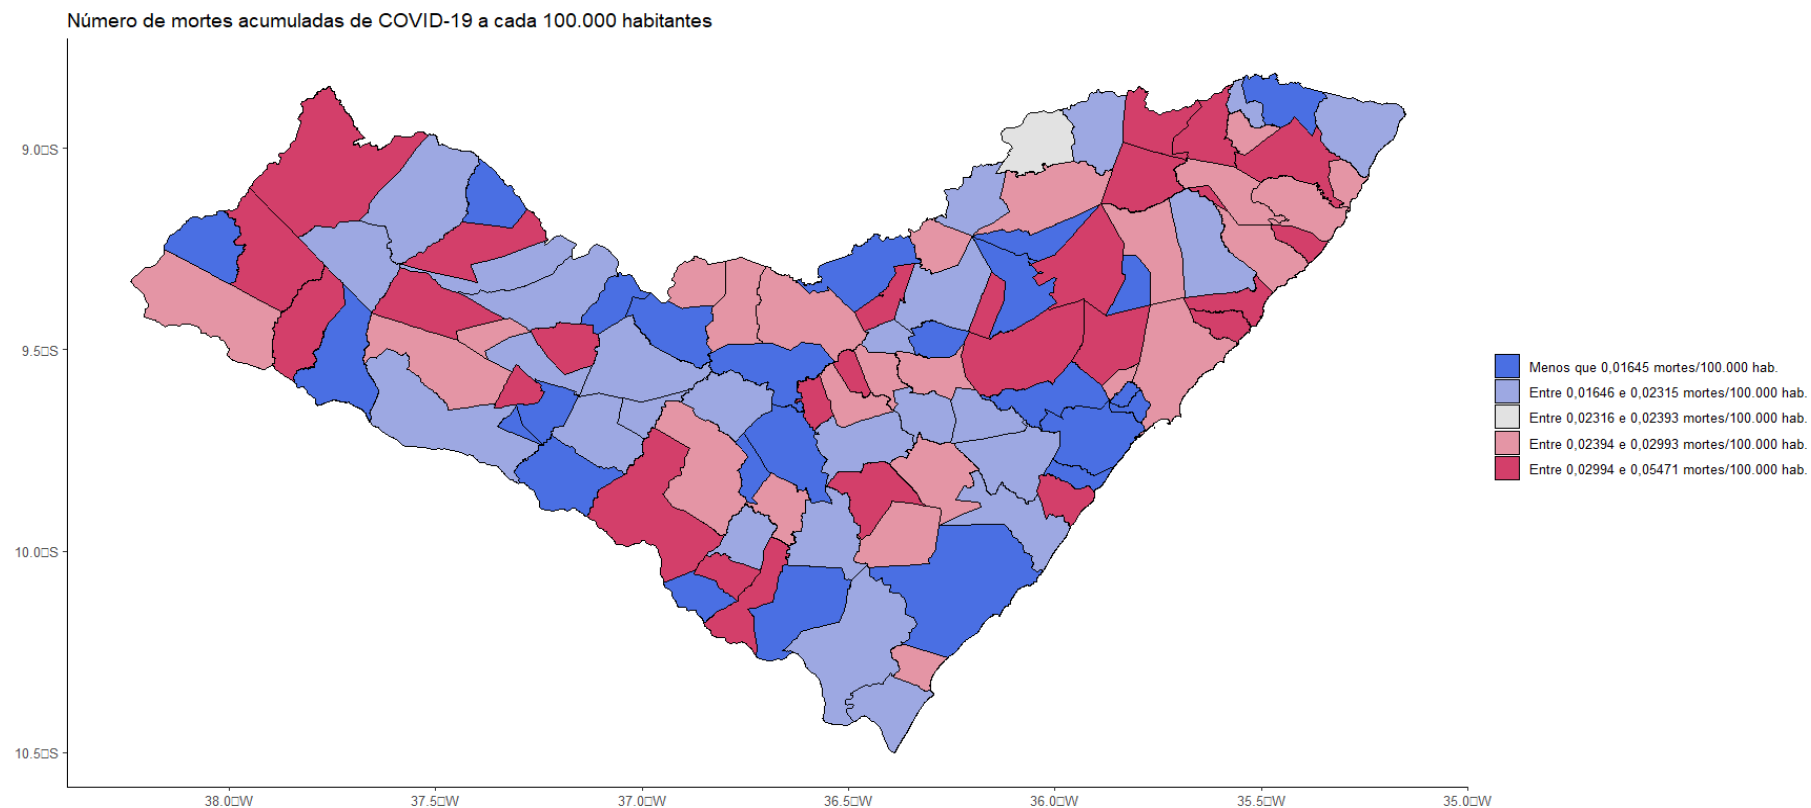 Número de mortes acumuladas de COVID-19 a cada 100.000 habitantes
9.0□S
9.5□S
10.0□S
10.5□S
38.0□W 37.5□W 37.0□W 36.5□W 36.0□W 35.5□W 35.0□W
Menos que 0,01645 mortes/100.000 hab.
Entre 0,01646 e 0,02315 mortes/100.000 hab.
Entre 0,02316 e 0,02393 mortes/100.000 hab.
Entre 0,02394 e 0,02993 mortes/100.000 hab.
Entre 0,02994 e 0,05471 mortes/100.000 hab.